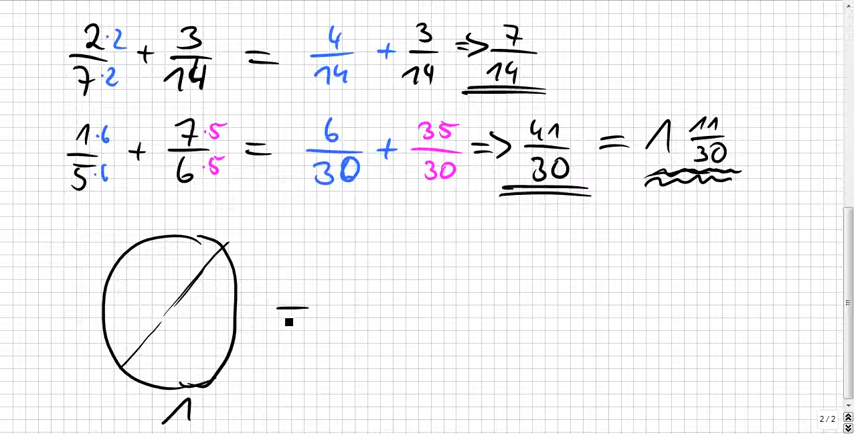 2·2/7·2 + 3/14 = 4/14 + 3/14 => 7/14
1·6/5·6 + 7·5/6·5 = 6/30 + 35/30 => 41/30 = 1 11/30
1
2/2